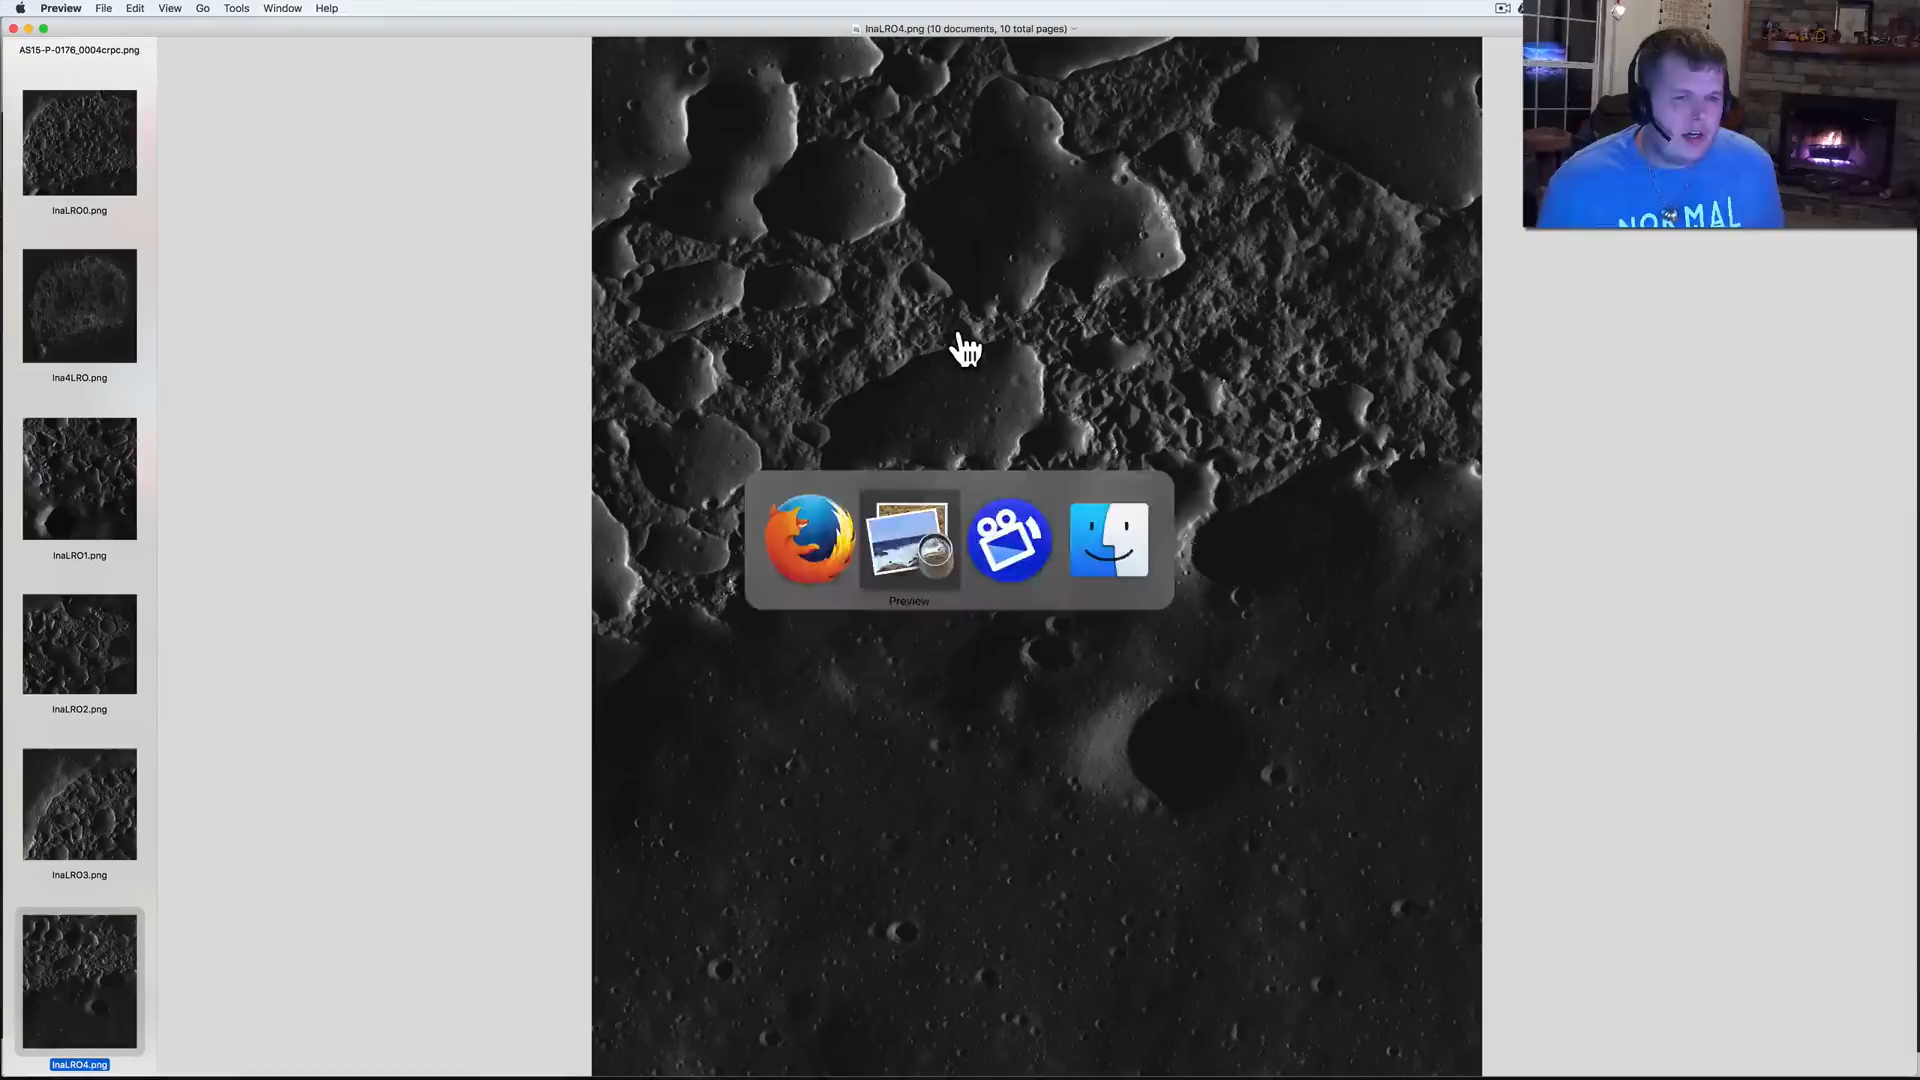 Preview File Edit View Go Tools Window Help
InaLRO4.png (10 documents, 10 total pages)
AS15-P-0176_0004crpc.png
InaLRO0.png
Ina4LRO.png
InaLRO1.png
InaLRO2.png
InaLRO3.png
InaLRO4.png
Preview
NORMAL